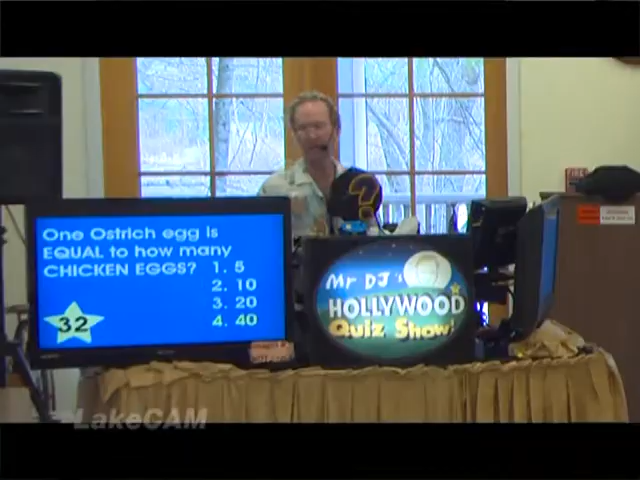 One Ostrich egg is
EQUAL to how many
CHICKEN EGGS? 1. 5
2. 10
3. 20
4. 40
32
?
Mr DJ's
HOLLYWOOD
Quiz Show!
LakeCAM